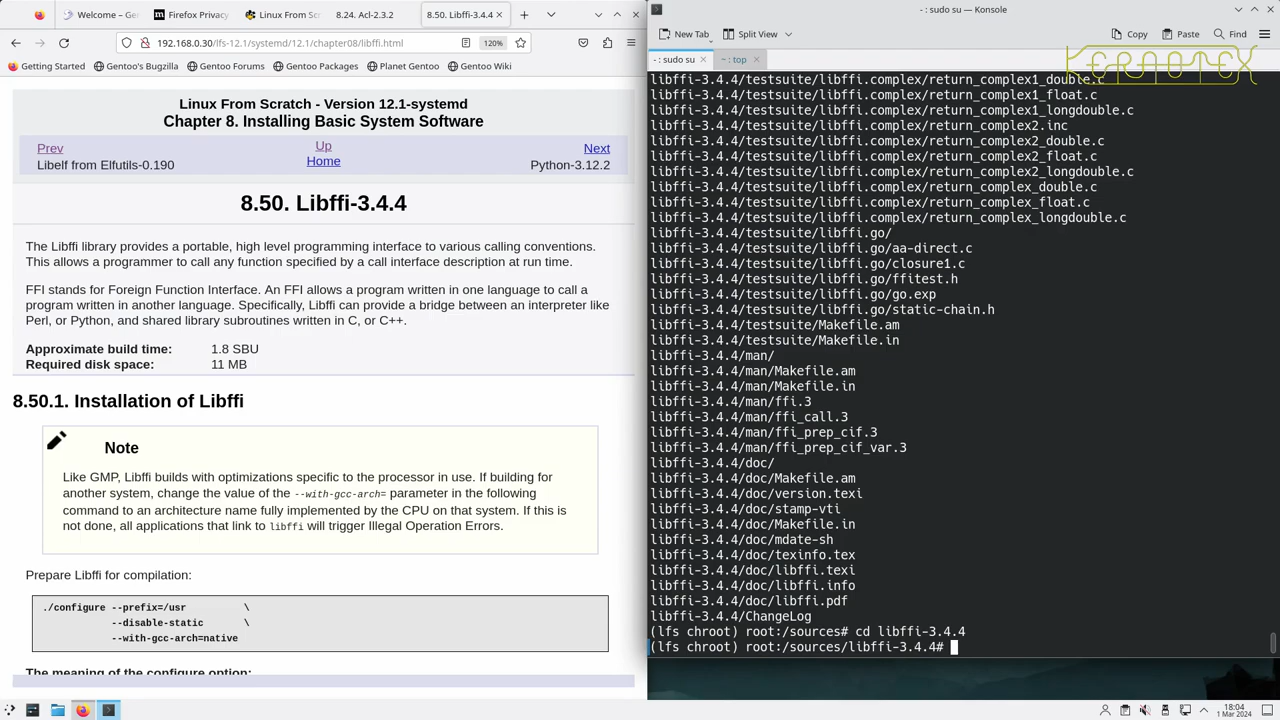 Welcome — Ge
Firefox Privacy
Linux From Scr
8.24. Acl-2.3.2
8.50. Libffi-3.4.4
192.168.0.30/lfs-12.1/systemd/12.1/chapter08/libffi.html
120%
Getting Started
Gentoo's Bugzilla
Gentoo Forums
Gentoo Packages
Planet Gentoo
Gentoo Wiki
Linux From Scratch - Version 12.1-systemd
Chapter 8. Installing Basic System Software
Prev
Up
Next
Libelf from Elfutils-0.190
Home
Python-3.12.2
8.50. Libffi-3.4.4
The Libffi library provides a portable, high level programming interface to various calling conventions.
This allows a programmer to call any function specified by a call interface description at run time.
FFI stands for Foreign Function Interface. An FFI allows a program written in one language to call a
program written in another language. Specifically, Libffi can provide a bridge between an interpreter like
Perl, or Python, and shared library subroutines written in C, or C++.
Approximate build time: 1.8 SBU
Required disk space: 11 MB
8.50.1. Installation of Libffi
Note
Like GMP, Libffi builds with optimizations specific to the processor in use. If building for
another system, change the value of the --with-gcc-arch= parameter in the following
command to an architecture name fully implemented by the CPU on that system. If this is
not done, all applications that link to libffi will trigger Illegal Operation Errors.
Prepare Libffi for compilation:
./configure --prefix=/usr \
--disable-static \
--with-gcc-arch=native
The meaning of the configure option:
- : sudo su — Konsole
New Tab
Split View
Copy
Paste
Find
- : sudo su
~ : top
KERNOTEX
libffi-3.4.4/testsuite/libffi.complex/return_complex1_double.c
libffi-3.4.4/testsuite/libffi.complex/return_complex1_float.c
libffi-3.4.4/testsuite/libffi.complex/return_complex1_longdouble.c
libffi-3.4.4/testsuite/libffi.complex/return_complex2.inc
libffi-3.4.4/testsuite/libffi.complex/return_complex2_double.c
libffi-3.4.4/testsuite/libffi.complex/return_complex2_float.c
libffi-3.4.4/testsuite/libffi.complex/return_complex2_longdouble.c
libffi-3.4.4/testsuite/libffi.complex/return_complex_double.c
libffi-3.4.4/testsuite/libffi.complex/return_complex_float.c
libffi-3.4.4/testsuite/libffi.complex/return_complex_longdouble.c
libffi-3.4.4/testsuite/libffi.go/
libffi-3.4.4/testsuite/libffi.go/aa-direct.c
libffi-3.4.4/testsuite/libffi.go/closure1.c
libffi-3.4.4/testsuite/libffi.go/ffitest.h
libffi-3.4.4/testsuite/libffi.go/go.exp
libffi-3.4.4/testsuite/libffi.go/static-chain.h
libffi-3.4.4/testsuite/Makefile.am
libffi-3.4.4/testsuite/Makefile.in
libffi-3.4.4/man/
libffi-3.4.4/man/Makefile.am
libffi-3.4.4/man/Makefile.in
libffi-3.4.4/man/ffi.3
libffi-3.4.4/man/ffi_call.3
libffi-3.4.4/man/ffi_prep_cif.3
libffi-3.4.4/man/ffi_prep_cif_var.3
libffi-3.4.4/doc/
libffi-3.4.4/doc/Makefile.am
libffi-3.4.4/doc/version.texi
libffi-3.4.4/doc/stamp-vti
libffi-3.4.4/doc/Makefile.in
libffi-3.4.4/doc/mdate-sh
libffi-3.4.4/doc/texinfo.tex
libffi-3.4.4/doc/libffi.texi
libffi-3.4.4/doc/libffi.info
libffi-3.4.4/doc/libffi.pdf
libffi-3.4.4/ChangeLog
(lfs chroot) root:/sources# cd libffi-3.4.4
(lfs chroot) root:/sources/libffi-3.4.4#
18:04
1 Mar 2024